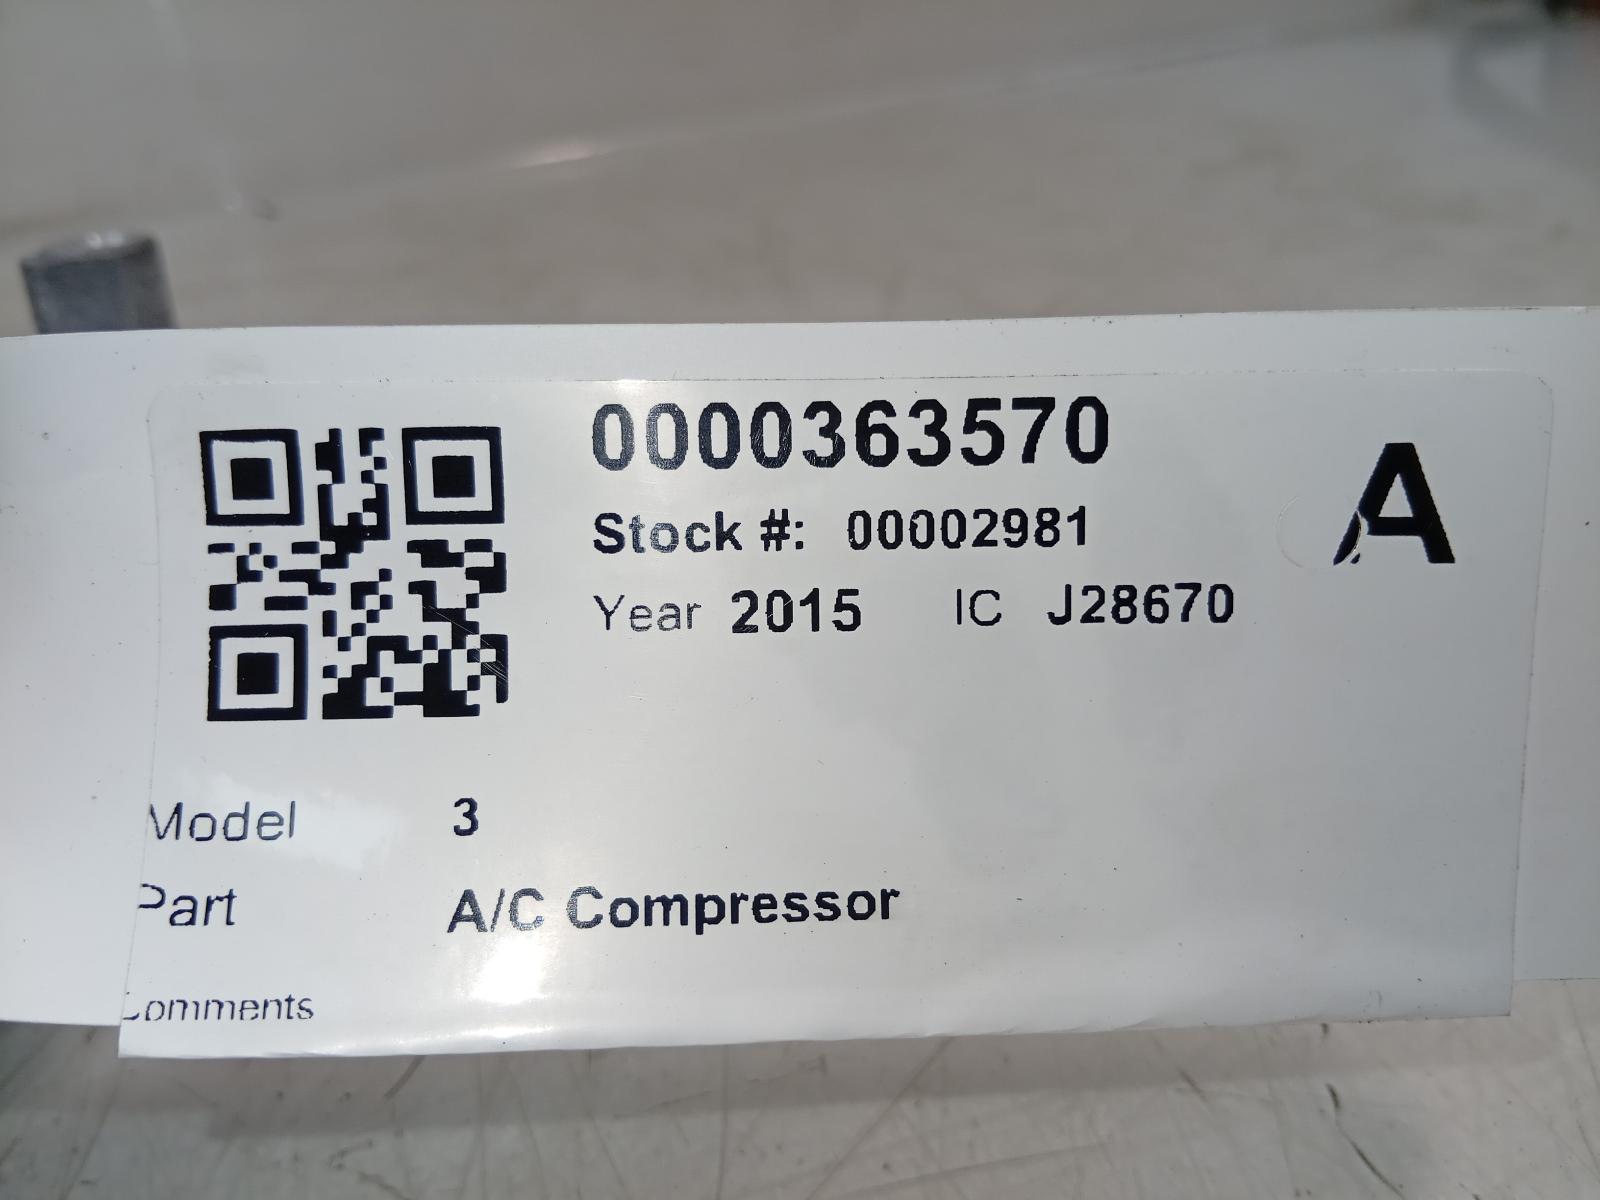 0000363570
A
Stock #: 00002981
Year 2015 IC J28670
Model 3
Part A/C Compressor
Comments